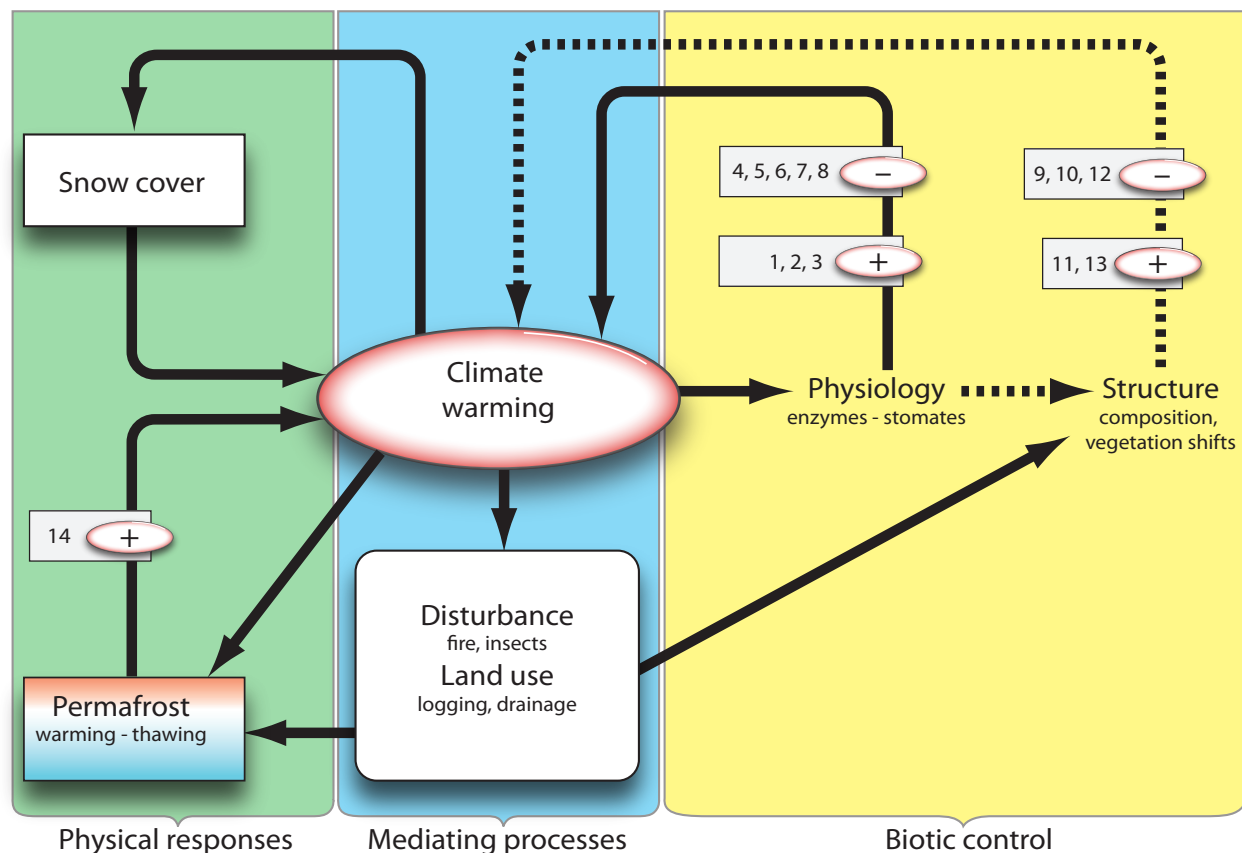 Snow cover
4, 5, 6, 7, 8
–
9, 10, 12
–
1, 2, 3
+
11, 13
+
Climate
warming
Physiology
enzymes - stomates
Structure
composition,
vegetation shifts
14
+
Disturbance
fire, insects
Land use
logging, drainage
Permafrost
warming - thawing
Physical responses
Mediating processes
Biotic control